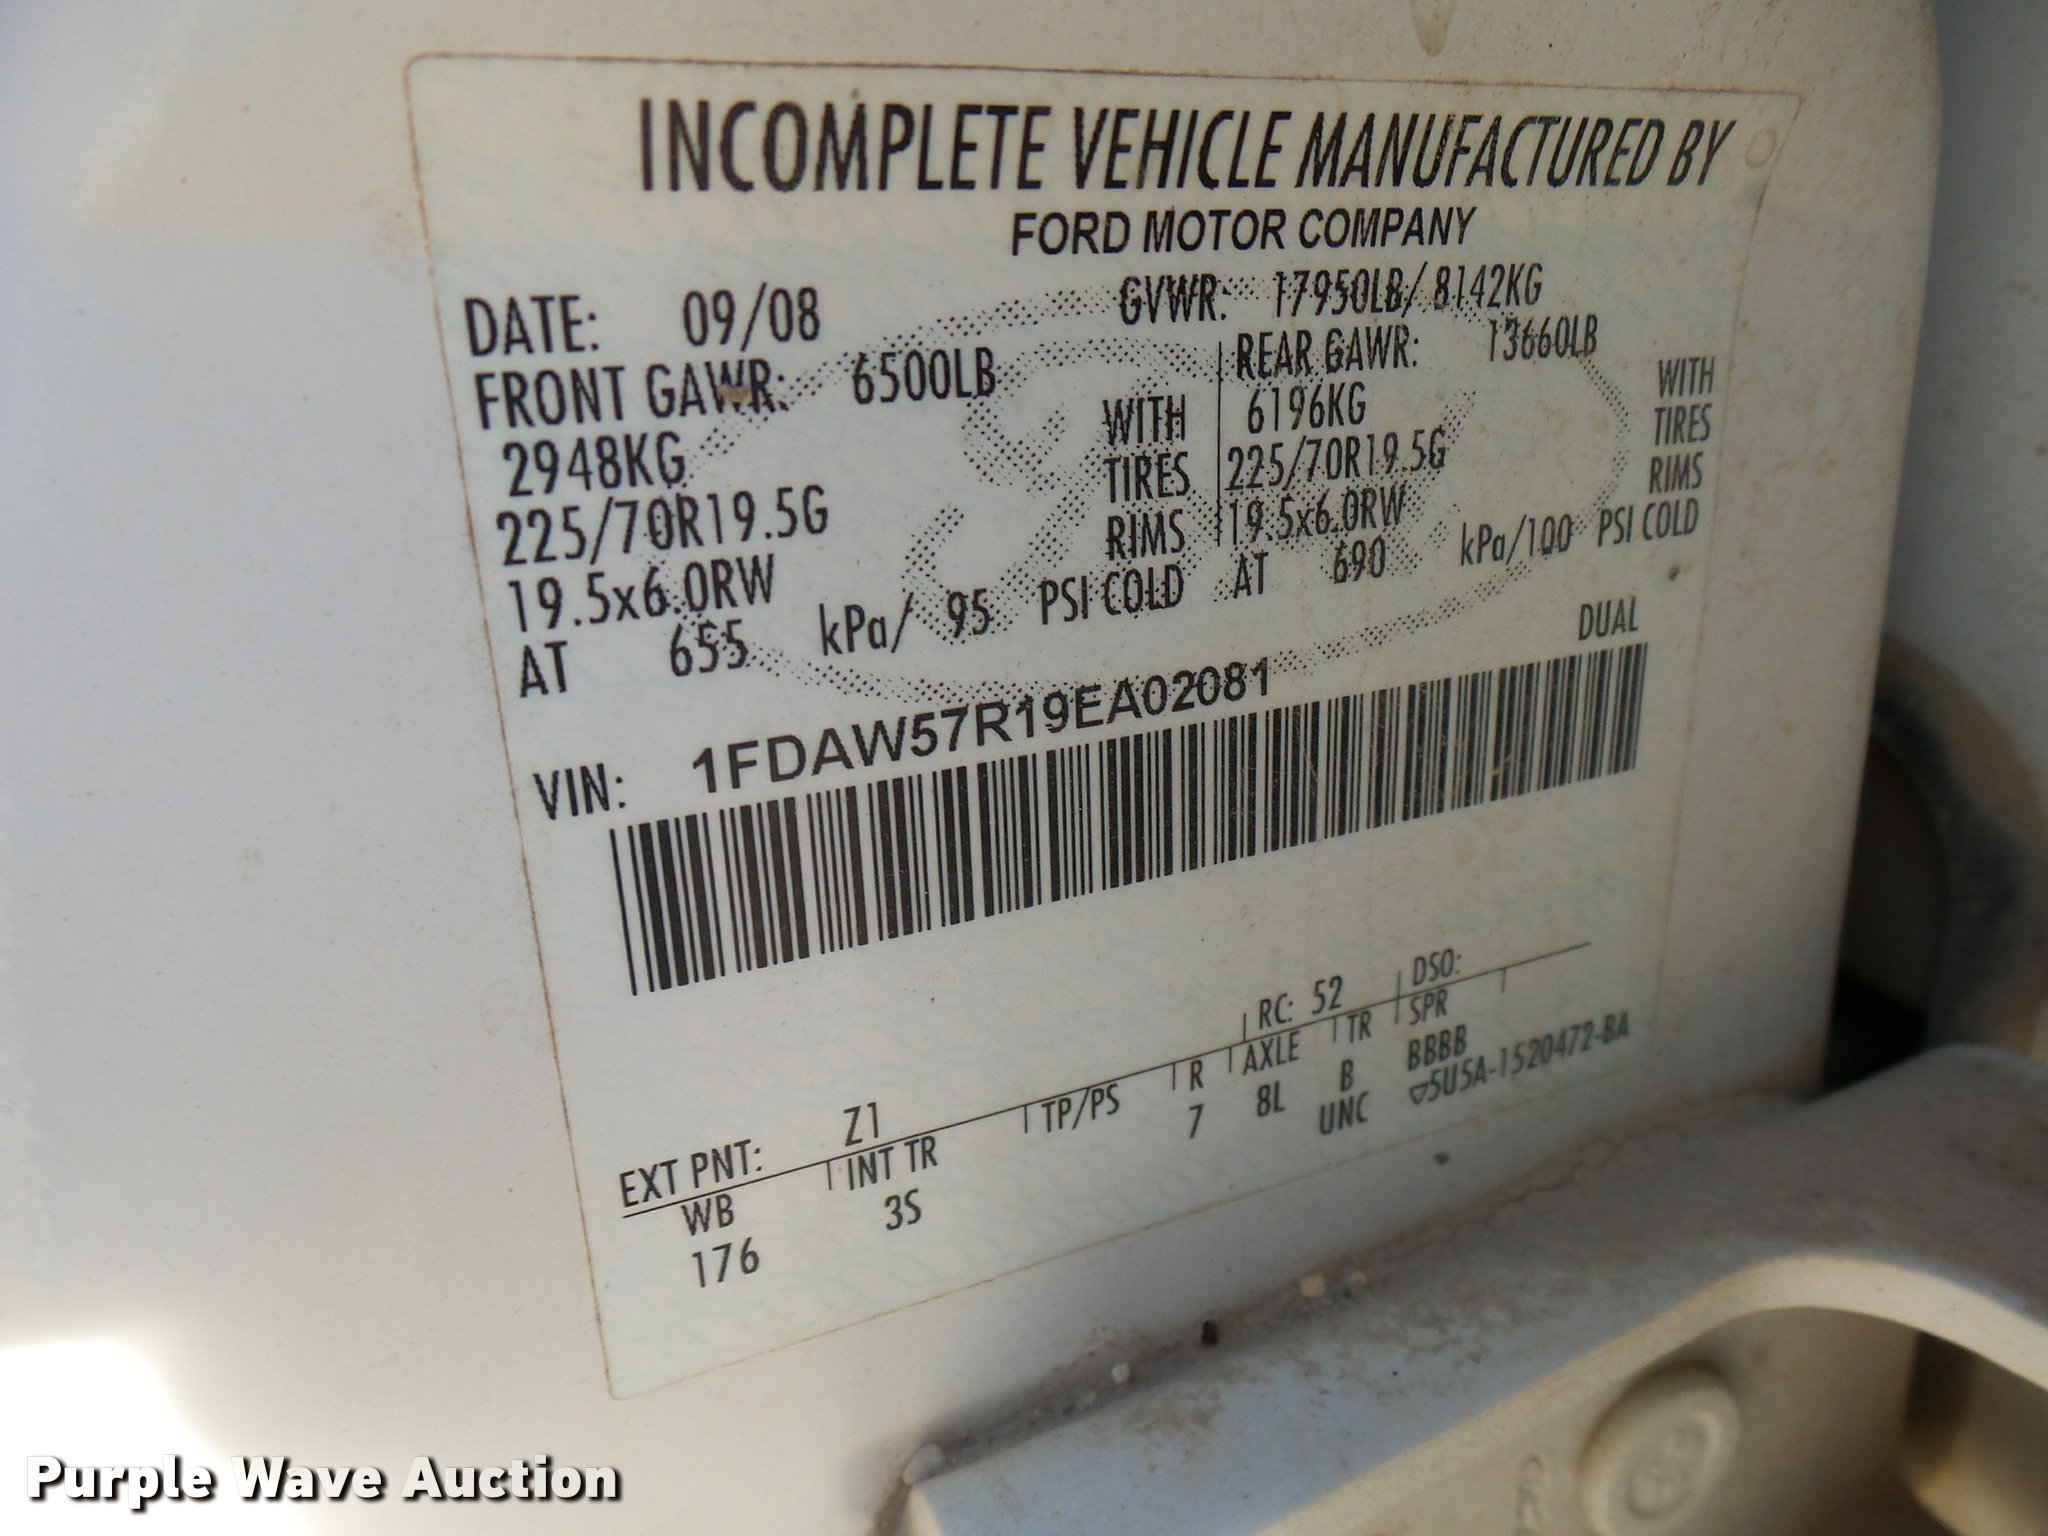 INCOMPLETE VEHICLE MANUFACTURED BY
FORD MOTOR COMPANY
DATE: 09/08 GVWR: 17950LB/ 8142KG
FRONT GAWR: 6500LB REAR GAWR: 13660LB
2948KG WITH 6196KG WITH
225/70R19.5G TIRES 225/70R19.5G TIRES
19.5x6.0RW RIMS 19.5x6.0RW RIMS
AT 655 kPa/ 95 PSI COLD AT 690 kPa/100 PSI COLD
DUAL
VIN: 1FDAW57R19EA02081
EXT PNT: Z1 RC: 52 DSO:
WB INT TR TP/PS R AXLE TR SPR
176 3S 7 8L B BBBB
UNC 5U5A-1520472-BA
Purple Wave Auction